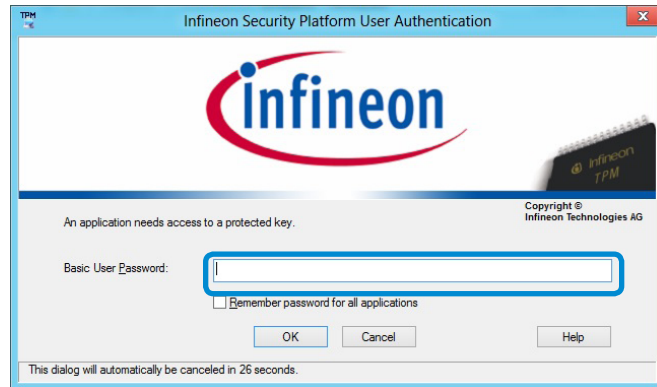 TPM
Infineon Security Platform User Authentication
infineon
infineon
TPM
Copyright ©
Infineon Technologies AG
An application needs access to a protected key.
Basic User Password:
Remember password for all applications
OK Cancel Help
This dialog will automatically be canceled in 26 seconds.